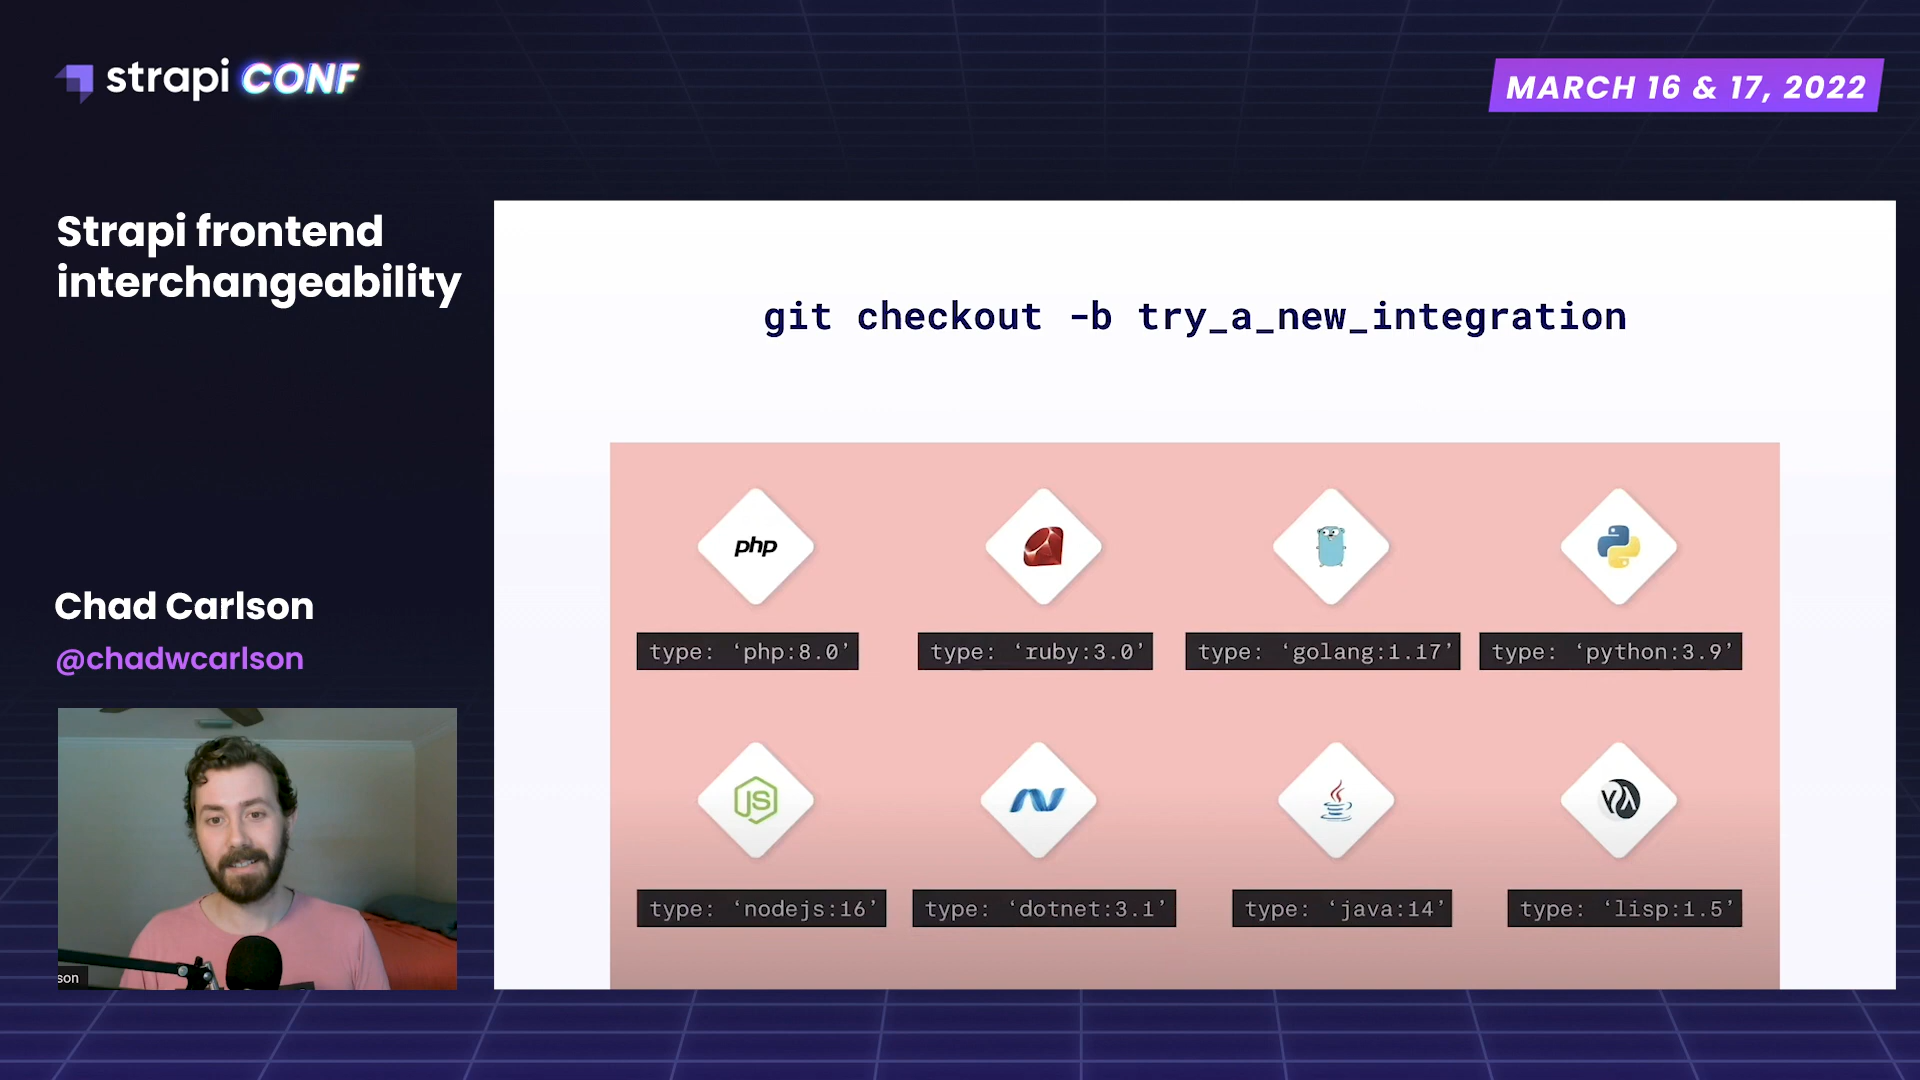 strapi CONF
MARCH 16 & 17, 2022
Strapi frontend
interchangeability
git checkout -b try_a_new_integration
php
type: ‘php:8.0’
type: ‘ruby:3.0’
type: ‘golang:1.17’
type: ‘python:3.9’
JS
type: ‘nodejs:16’
type: ‘dotnet:3.1’
type: ‘java:14’
type: ‘lisp:1.5’
Chad Carlson
@chadwcarlson
son